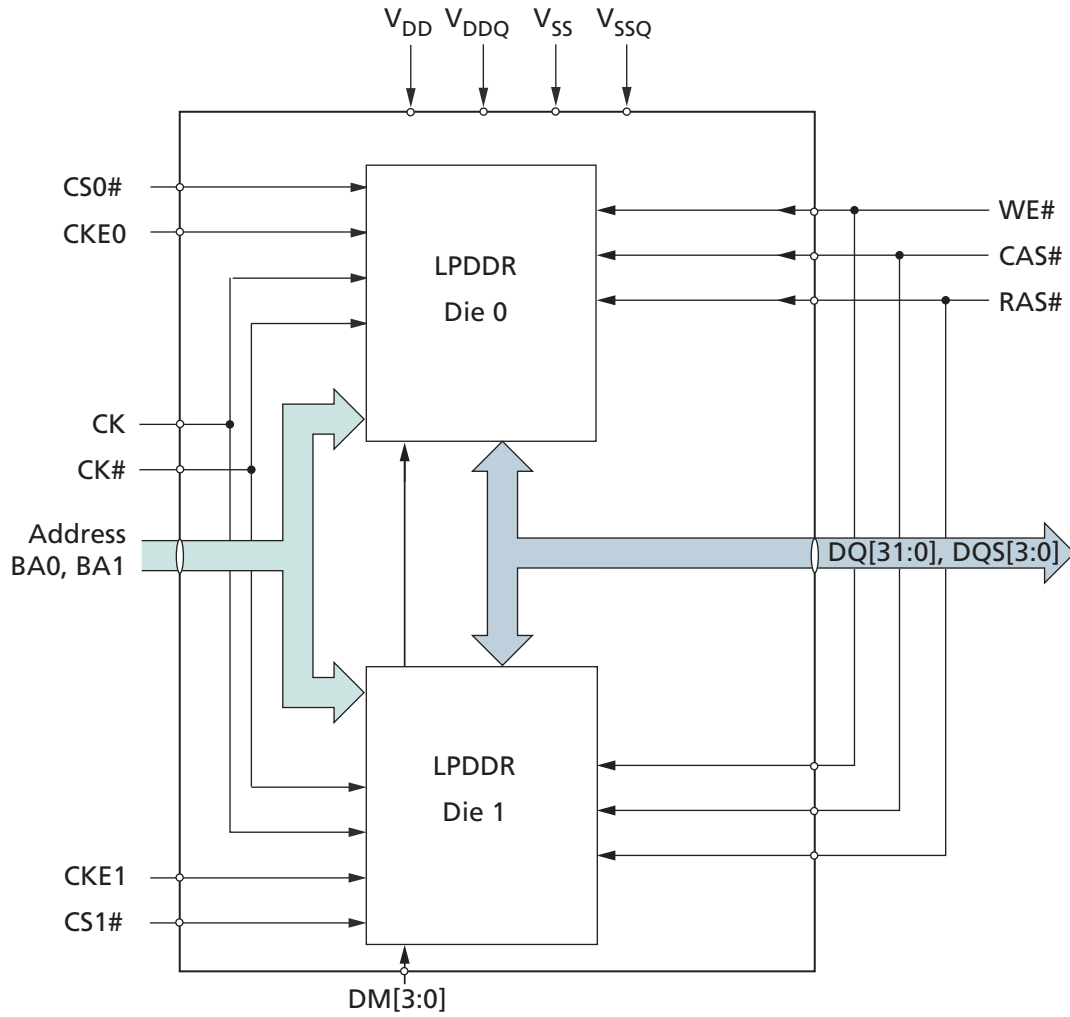 VDD VDDQ VSS VSSQ
CS0#
CKE0
CK
CK#
Address
BA0, BA1
CKE1
CS1#
LPDDR
Die 0
LPDDR
Die 1
WE#
CAS#
RAS#
DQ[31:0], DQS[3:0]
DM[3:0]